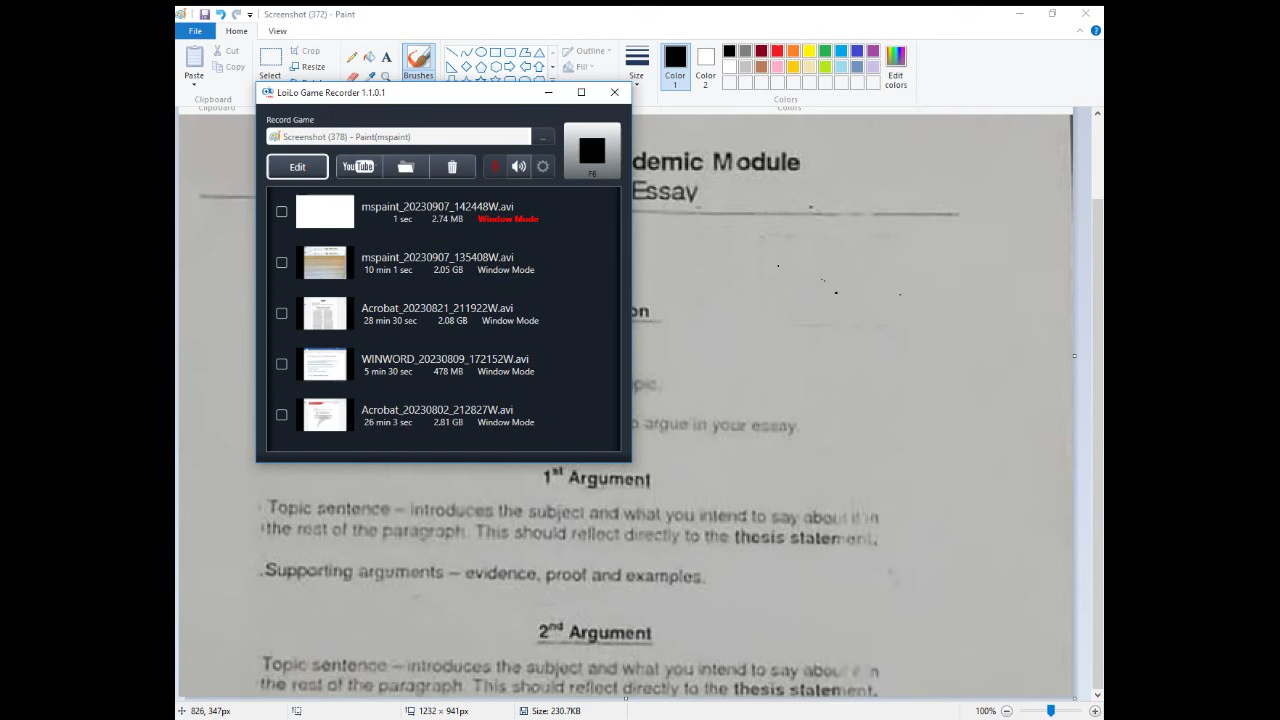 Screenshot (372) - Paint
File
Home
View
Cut
Copy
Paste
Clipboard
Crop
Resize
Select
Brushes
Outline
Fill
Size
Color
1
Color
2
Edit
colors
Colors
Clipboard
Colors
LoiLo Game Recorder 1.1.0.1
Record Game
Screenshot (378) - Paint(mspaint)
...
F6
Edit
YouTube
mspaint_20230907_142448W.avi
1 sec 2.74 MB Window Mode
mspaint_20230907_135408W.avi
10 min 1 sec 2.05 GB Window Mode
Acrobat_20230821_211922W.avi
28 min 30 sec 2.08 GB Window Mode
WINWORD_20230809_172152W.avi
5 min 30 sec 478 MB Window Mode
Acrobat_20230802_212827W.avi
26 min 3 sec 2.81 GB Window Mode
demic Module
Essay
on
pic.
o argue in your essay.
1st Argument
Topic sentence – introduces the subject and what you intend to say about it in
the rest of the paragraph. This should reflect directly to the thesis statement.
Supporting arguments – evidence, proof and examples.
2nd Argument
Topic sentence – introduces the subject and what you intend to say about it in
the rest of the paragraph. This should reflect directly to the thesis statement.
826, 347px
1232 × 941px
Size: 230.7KB
100%